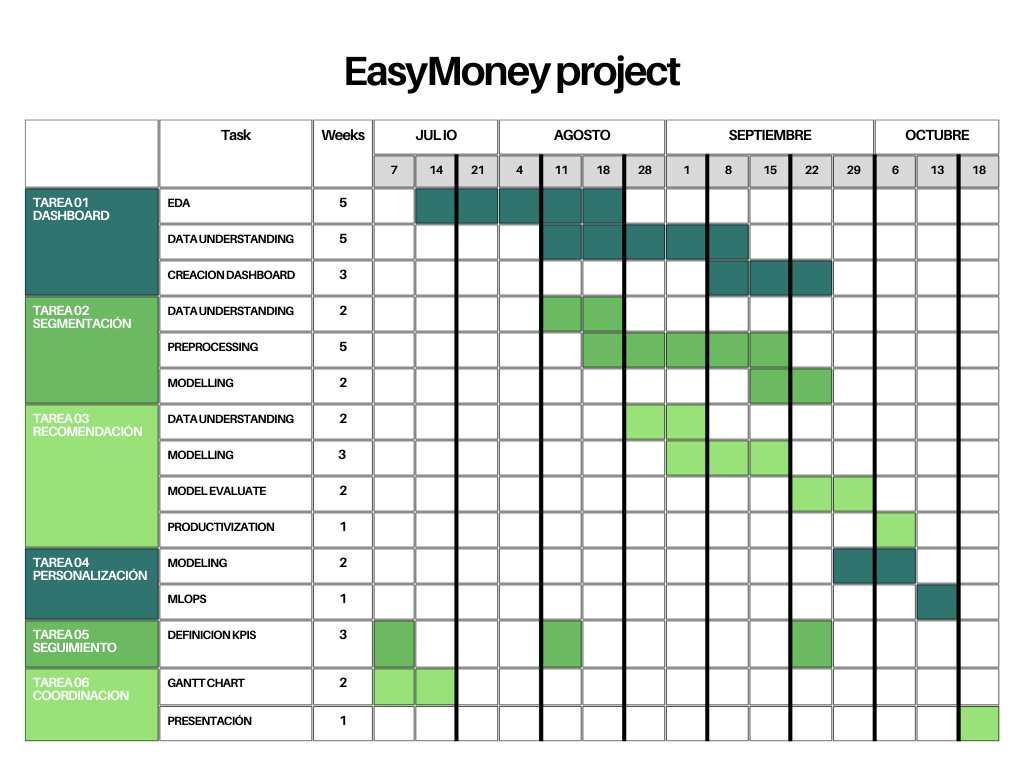 EasyMoney project
Task Weeks JULIO AGOSTO SEPTIEMBRE OCTUBRE
7 14 21 4 11 18 28 1 8 15 22 29 6 13 18
TAREA 01
DASHBOARD
EDA 5
DATA UNDERSTANDING 5
CREACION DASHBOARD 3
TAREA 02
SEGMENTACIÓN
DATA UNDERSTANDING 2
PREPROCESSING 5
MODELLING 2
TAREA 03
RECOMENDACIÓN
DATA UNDERSTANDING 2
MODELLING 3
MODEL EVALUATE 2
PRODUCTIVIZATION 1
TAREA 04
PERSONALIZACIÓN
MODELING 2
MLOPS 1
TAREA 05
SEGUIMIENTO
DEFINICION KPIS 3
TAREA 06
COORDINACION
GANTT CHART 2
PRESENTACIÓN 1